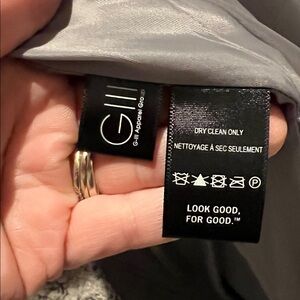 GIII
G-III Apparel Group
DRY CLEAN ONLY
NETTOYAGE À SEC SEULEMENT
P
LOOK GOOD,
FOR GOOD.™